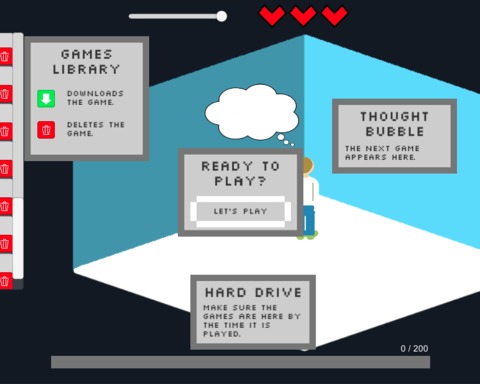 GAMES
LIBRARY
DOWNLOADS
THE GAME.
DELETES THE
GAME.
THOUGHT
BUBBLE
THE NEXT GAME
APPEARS HERE.
READY TO
PLAY?
LET'S PLAY
HARD DRIVE
MAKE SURE THE
GAMES ARE HERE BY
THE TIME IT IS
PLAYED.
0 / 200